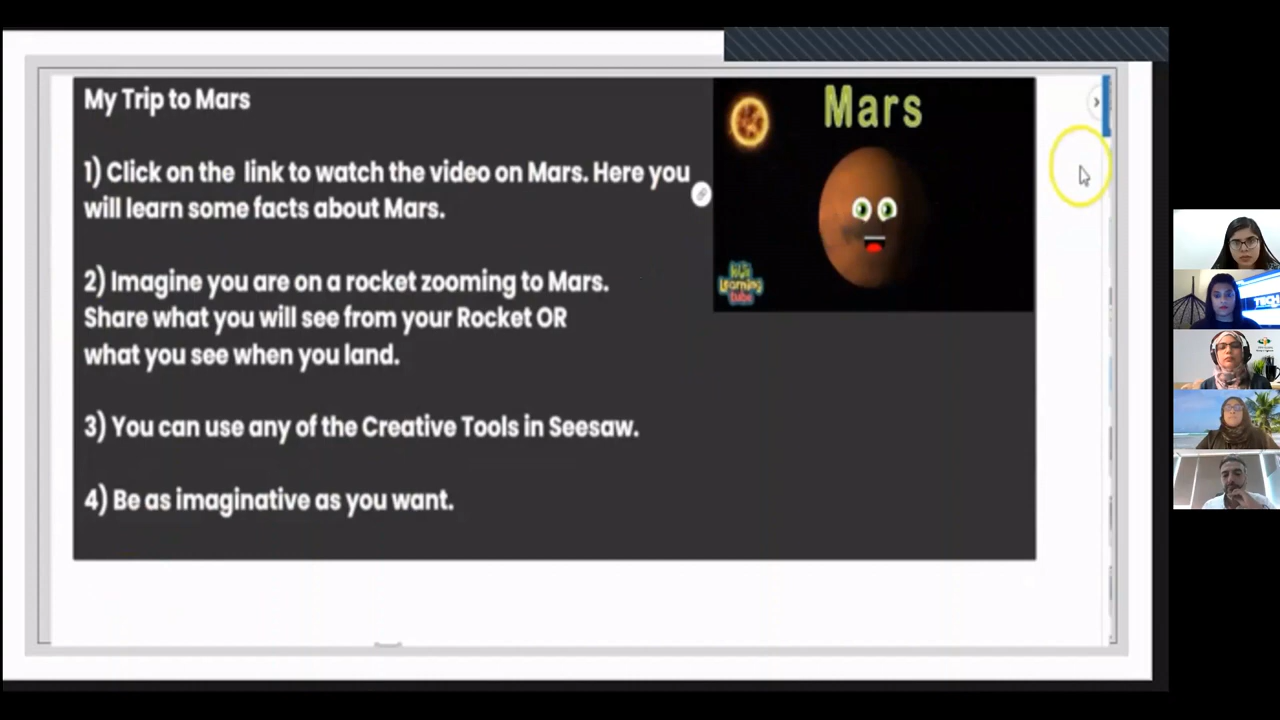 My Trip to Mars
Mars
1) Click on the link to watch the video on Mars. Here you
will learn some facts about Mars.
2) Imagine you are on a rocket zooming to Mars.
Share what you will see from your Rocket OR
what you see when you land.
3) You can use any of the Creative Tools in Seesaw.
4) Be as imaginative as you want.
Learning
TECH